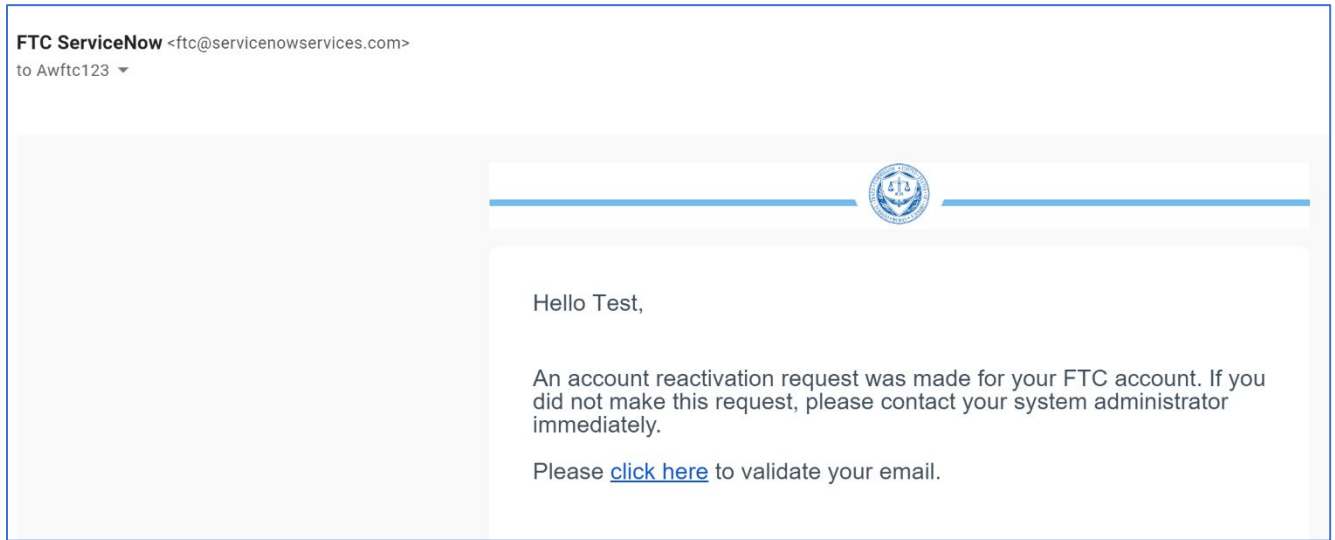 FTC ServiceNow <ftc@servicenowservices.com>
to Awftc123
Hello Test,
An account reactivation request was made for your FTC account. If you
did not make this request, please contact your system administrator
immediately.
Please click here to validate your email.